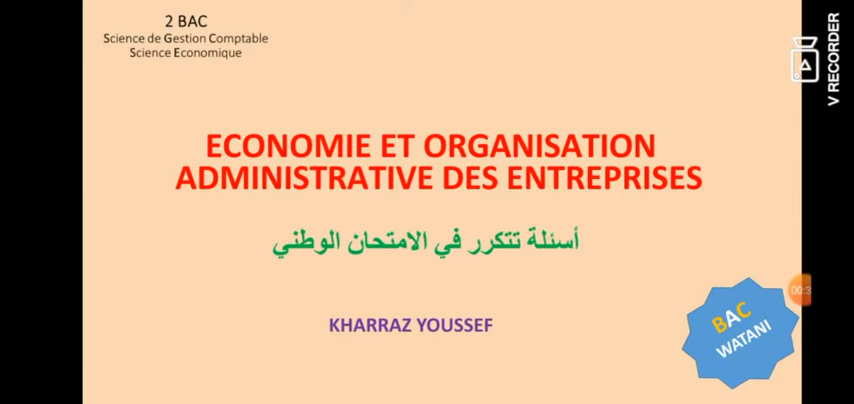 2 BAC
Science de Gestion Comptable
Science Economique
V RECORDER
ECONOMIE ET ORGANISATION
ADMINISTRATIVE DES ENTREPRISES
أسئلة تتكرر في الامتحان الوطني
KHARRAZ YOUSSEF
BAC
WATANI